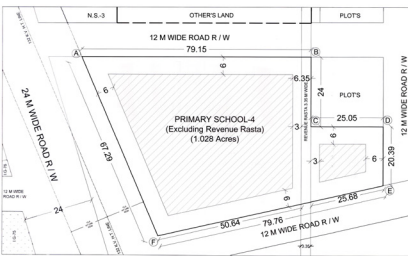 N.S.-3
OTHER'S LAND
PLOT'S
12 M WIDE ROAD R / W
79.15
A
B
6
6.35
24
PLOT'S
24 M WIDE ROAD R / W
6
PRIMARY SCHOOL-4
(Excluding Revenue Rasta)
(1.028 Acres)
3
C
25.05
D
12 M WIDE ROAD R / W
67.29
6
3
6
20.39
12 M WIDE
ROAD R / W
24
6
E
25.68
50.64
79.76
12 M WIDE ROAD R / W
F